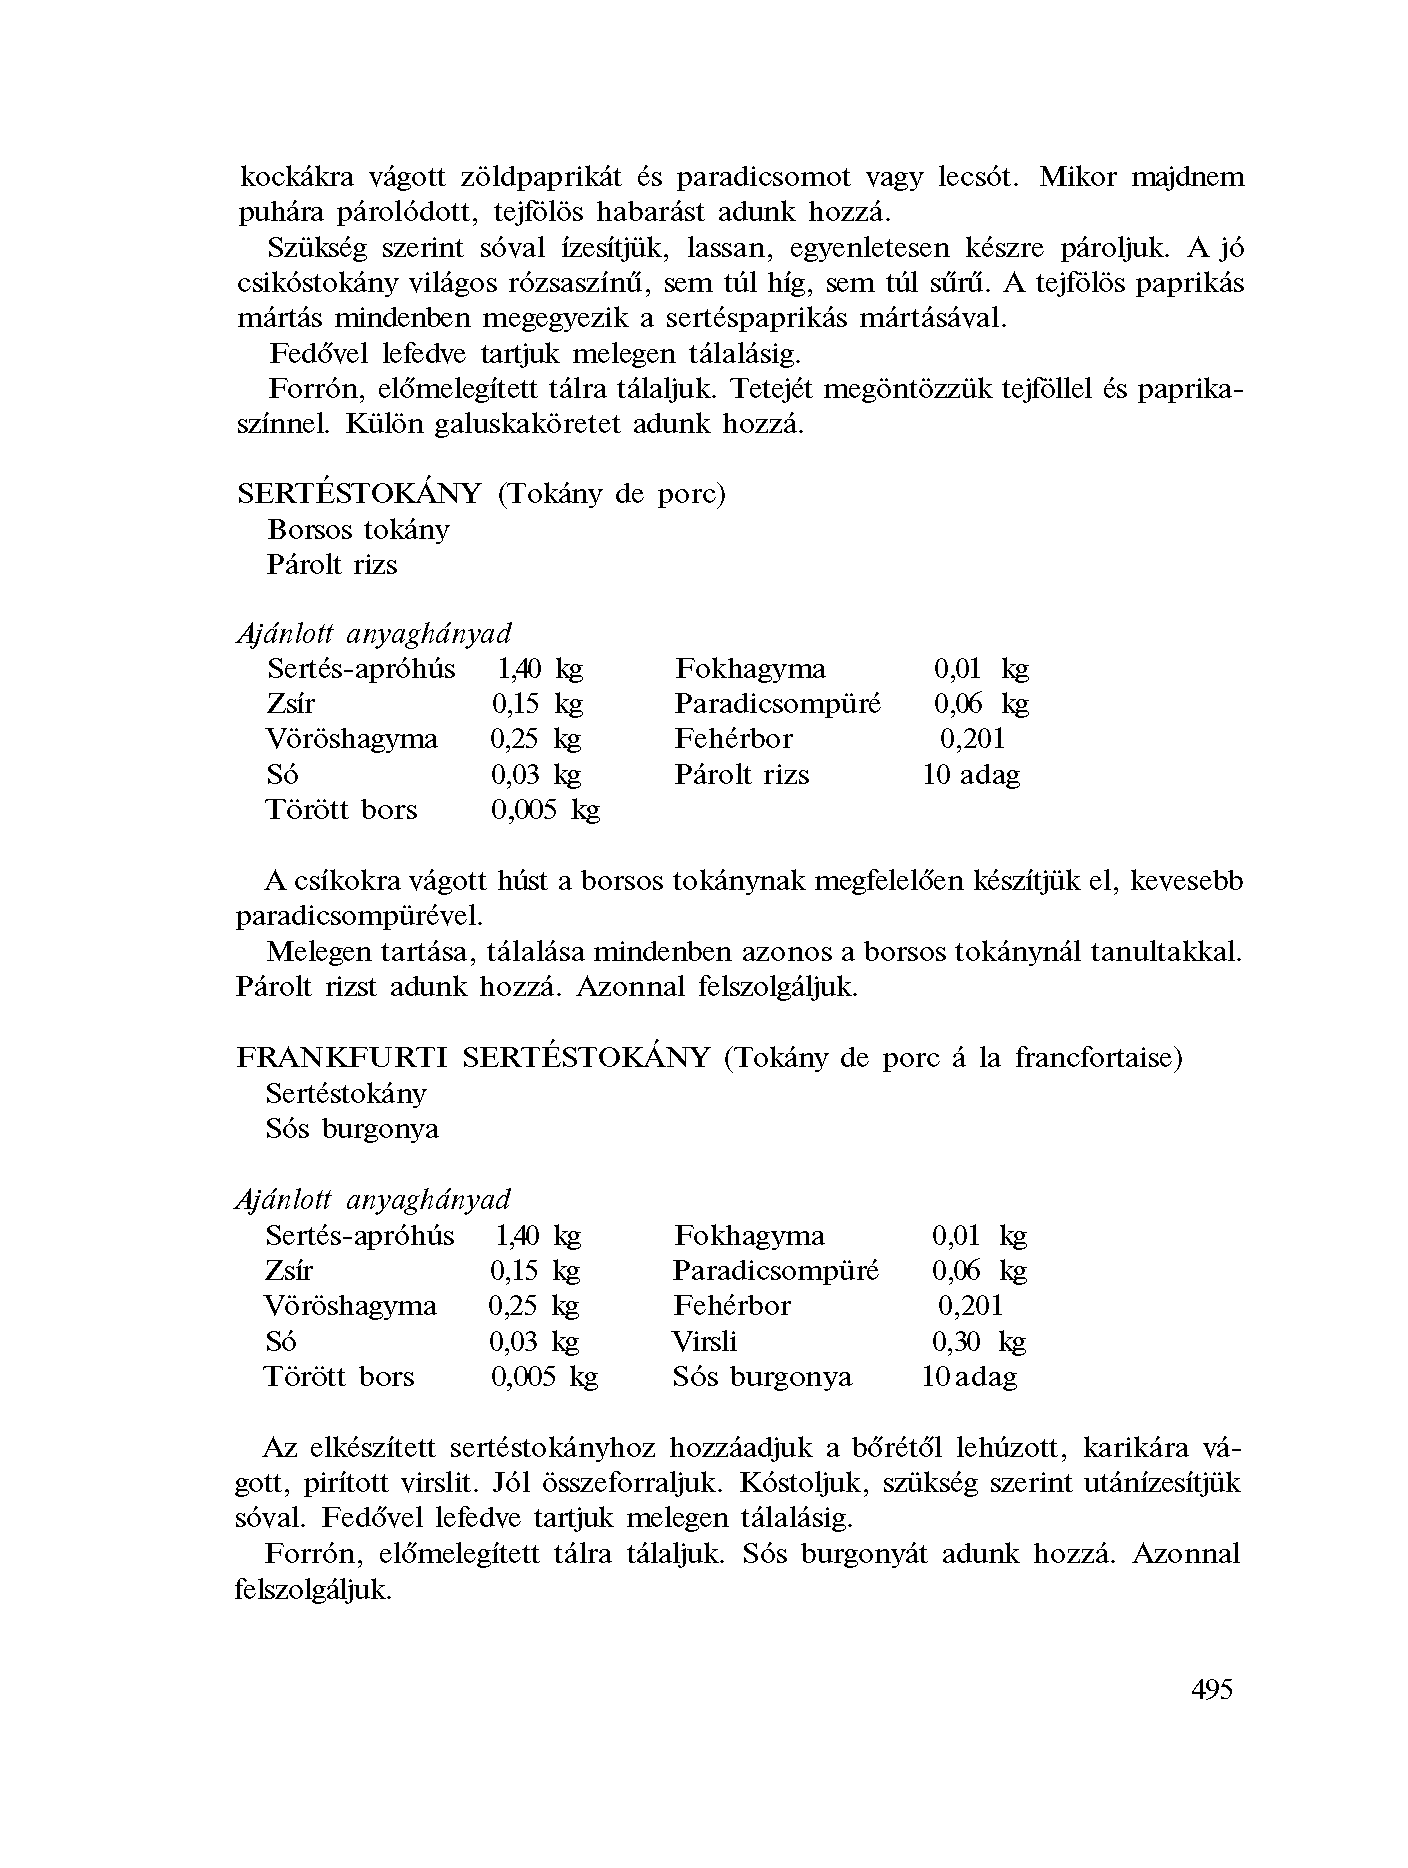 kockákra vágott zöldpaprikát és paradicsomot vagy lecsót. Mikor majdnem
puhára párolódott, tejfölös habarást adunk hozzá.
Szükség szerint sóval ízesítjük, lassan, egyenletesen készre pároljuk. A jó
csikóstokány világos rózsaszínű, sem túl híg, sem túl sűrű. A tejfölös paprikás
mártás mindenben megegyezik a sertéspaprikás mártásával.
Fedővel lefedve tartjuk melegen tálalásig.
Forrón, előmelegített tálra tálaljuk. Tetejét megöntözzük tejföllel és paprika-
színnel. Külön galuskaköretet adunk hozzá.
SERTÉSTOKÁNY (Tokány de porc)
Borsos tokány
Párolt rizs
Ajánlott anyaghányad
Sertés-apróhús 1,40 kg Fokhagyma 0,01 kg
Zsír 0,15 kg Paradicsompüré 0,06 kg
Vöröshagyma 0,25 kg Fehérbor 0,201
Só 0,03 kg Párolt rizs 10 adag
Törött bors 0,005 kg
A csíkokra vágott húst a borsos tokánynak megfelelően készítjük el, kevesebb
paradicsompürével.
Melegen tartása, tálalása mindenben azonos a borsos tokánynál tanultakkal.
Párolt rizst adunk hozzá. Azonnal felszolgáljuk.
FRANKFURTI SERTÉSTOKÁNY (Tokány de porc á la francfortaise)
Sertéstokány
Sós burgonya
Ajánlott anyaghányad
Sertés-apróhús 1,40 kg Fokhagyma 0,01 kg
Zsír 0,15 kg Paradicsompüré 0,06 kg
Vöröshagyma 0,25 kg Fehérbor 0,201
Só 0,03 kg Virsli 0,30 kg
Törött bors 0,005 kg Sós burgonya 10 adag
Az elkészített sertéstokányhoz hozzáadjuk a bőrétől lehúzott, karikára vá-
gott, pirított virslit. Jól összeforraljuk. Kóstoljuk, szükség szerint utánízesítjük
sóval. Fedővel lefedve tartjuk melegen tálalásig.
Forrón, előmelegített tálra tálaljuk. Sós burgonyát adunk hozzá. Azonnal
felszolgáljuk.
495